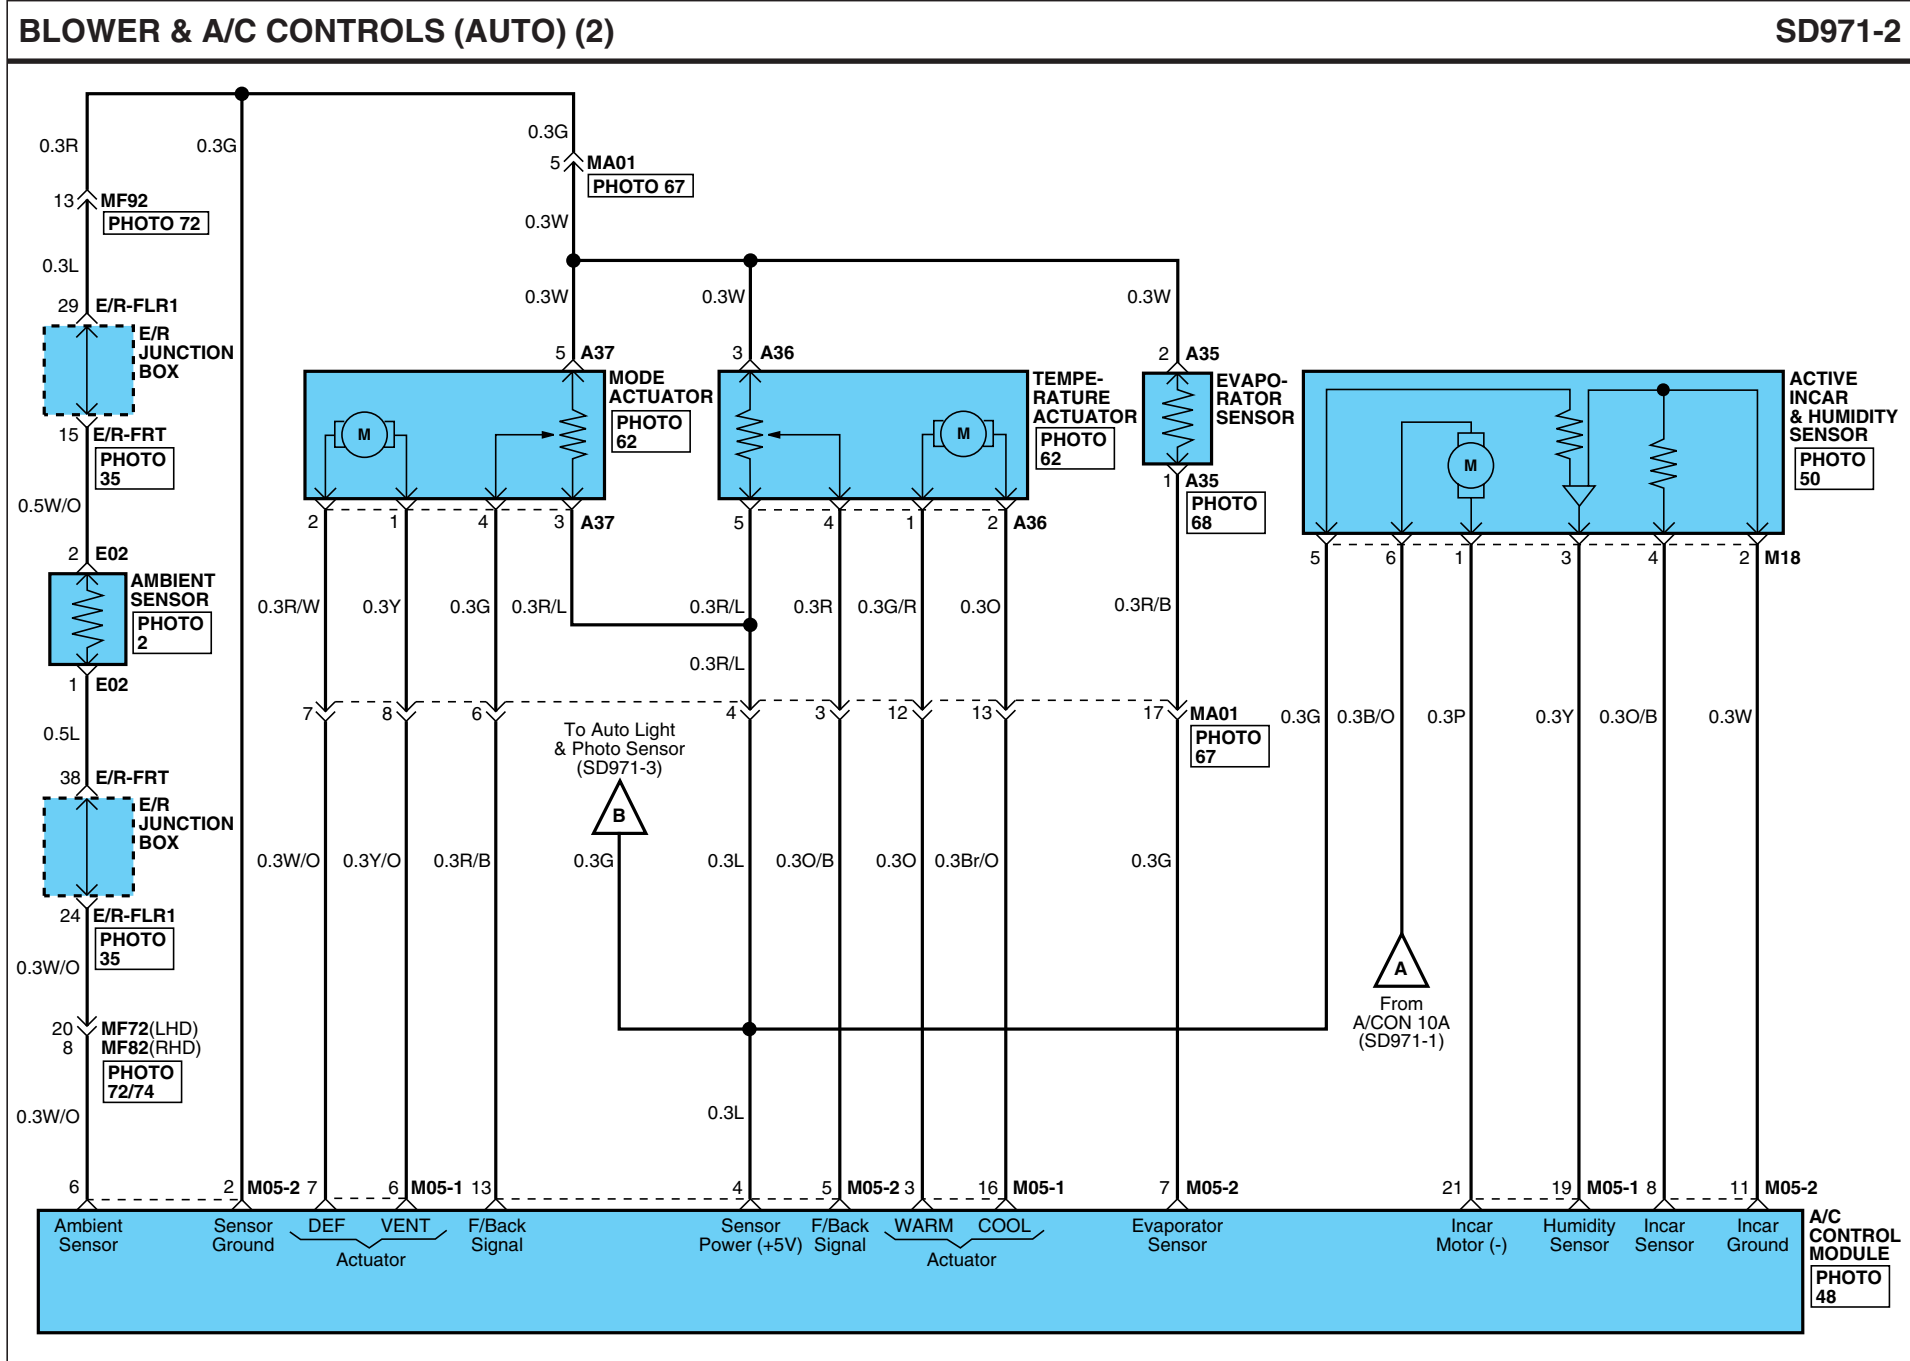 BLOWER & A/C CONTROLS (AUTO) (2)
SD971-2
0.3R
0.3G
0.3G
5 MA01
PHOTO 67
13 MF92
PHOTO 72
0.3W
0.3L
0.3W
0.3W
0.3W
29 E/R-FLR1
E/R
JUNCTION
BOX
5 A37
3 A36
2 A35
MODE
ACTUATOR
PHOTO
62
M
TEMPE-
RATURE
ACTUATOR
PHOTO
62
M
EVAPO-
RATOR
SENSOR
ACTIVE
INCAR
& HUMIDITY
SENSOR
PHOTO
50
M
15 E/R-FRT
PHOTO
35
1 A35
PHOTO
68
0.5W/O
2 1 4 3 A37
5 4 1 2 A36
5 6 1 3 4 2 M18
2 E02
AMBIENT
SENSOR
PHOTO
2
1 E02
0.3R/W
0.3Y
0.3G
0.3R/L
0.3R/L
0.3R
0.3G/R
0.3O
0.3R/B
0.3R/L
7 8 6 4 3 12 13 17 MA01
PHOTO
67
0.3G
0.3B/O
0.3P
0.3Y
0.3O/B
0.3W
0.5L
To Auto Light
& Photo Sensor
(SD971-3)
B
38 E/R-FRT
E/R
JUNCTION
BOX
0.3W/O
0.3Y/O
0.3R/B
0.3G
0.3L
0.3O/B
0.3O
0.3Br/O
0.3G
24 E/R-FLR1
PHOTO
35
0.3W/O
A
From
A/CON 10A
(SD971-1)
20 MF72(LHD)
8 MF82(RHD)
PHOTO
72/74
0.3W/O
0.3L
6 2 M05-2 7 6 M05-1 13 4 5 M05-2 3 16 M05-1 7 M05-2 21 19 M05-1 8 11 M05-2
Ambient
Sensor
Sensor
Ground
DEF VENT
Actuator
F/Back
Signal
Sensor
Power (+5V)
F/Back
Signal
WARM COOL
Actuator
Evaporator
Sensor
Incar
Motor (-)
Humidity
Sensor
Incar
Sensor
Incar
Ground
A/C
CONTROL
MODULE
PHOTO
48